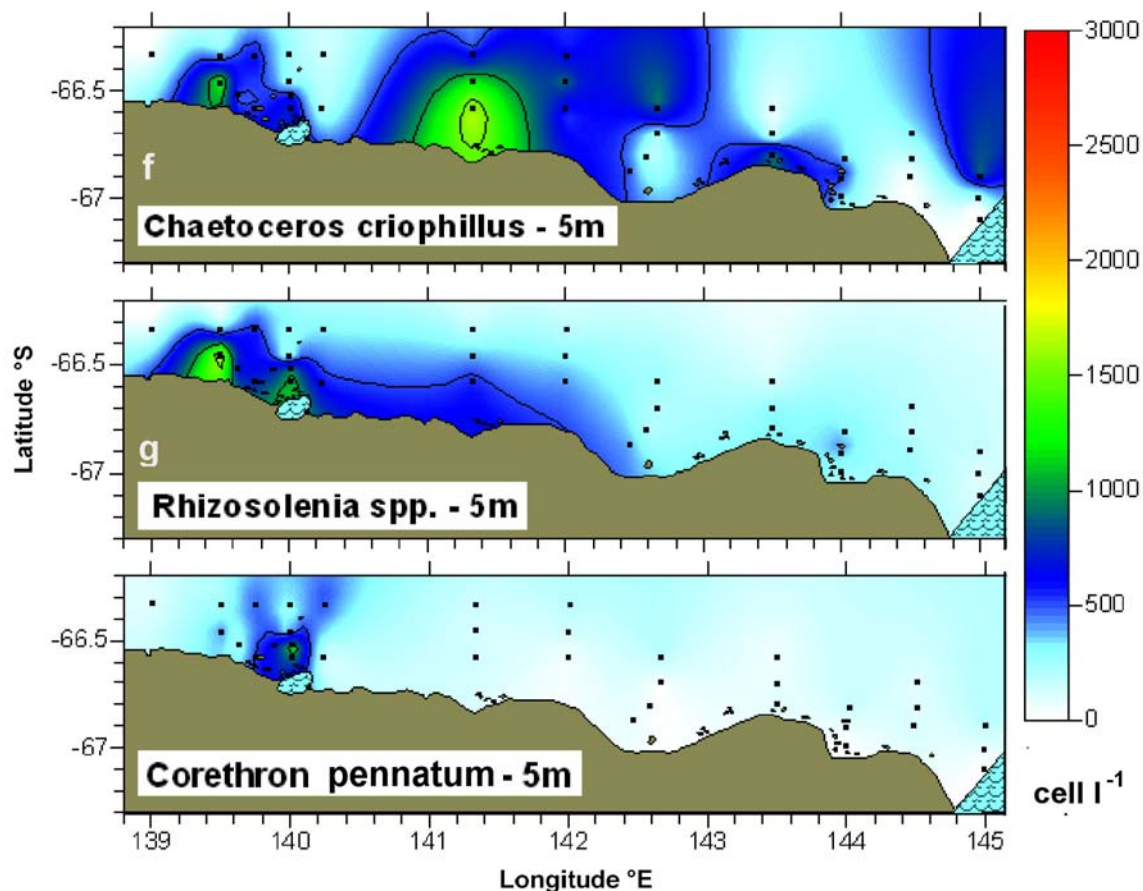 3000
2500
2000
1500
1000
500
0
cell l⁻¹
Latitude °S
-66.5
-67
f
Chaetoceros criophillus - 5m
-66.5
-67
g
Rhizosolenia spp. - 5m
-66.5
-67
Corethron pennatum - 5m
139 140 141 142 143 144 145
Longitude °E